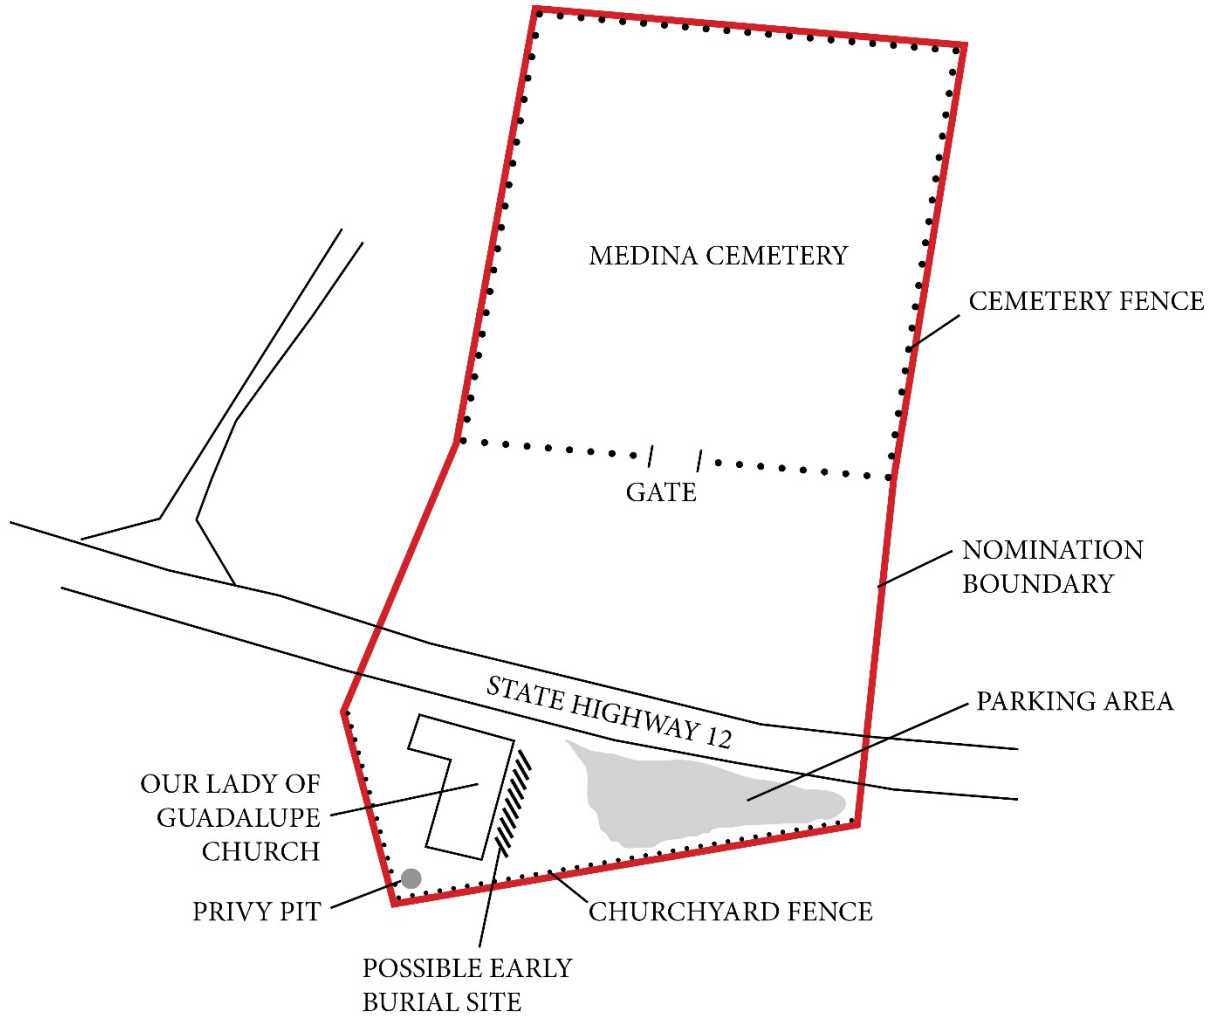 MEDINA CEMETERY
CEMETERY FENCE
GATE
NOMINATION
BOUNDARY
STATE HIGHWAY 12
PARKING AREA
OUR LADY OF
GUADALUPE
CHURCH
PRIVY PIT
CHURCHYARD FENCE
POSSIBLE EARLY
BURIAL SITE